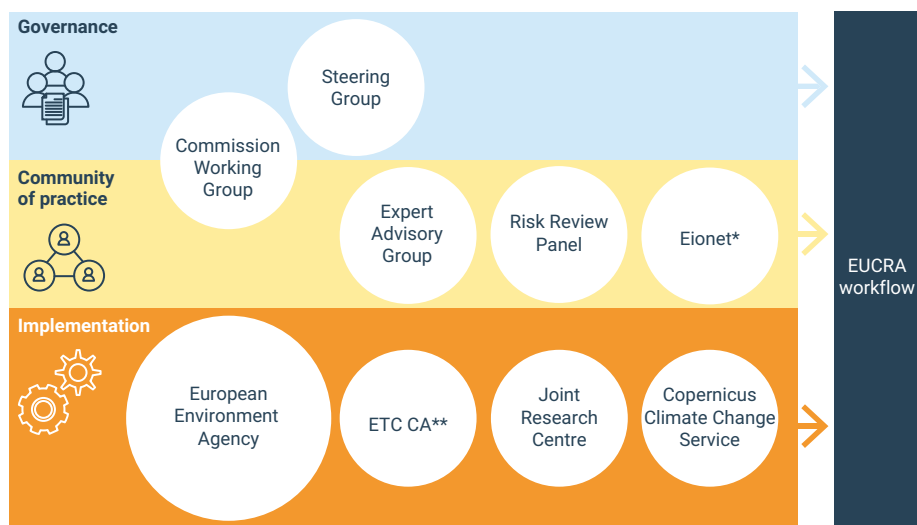 Governance
Steering
Group
Commission
Working
Group
Community
of practice
Expert
Advisory
Group
Risk Review
Panel
Eionet*
EUCRA
workflow
Implementation
European
Environment
Agency
ETC CA**
Joint
Research
Centre
Copernicus
Climate Change
Service